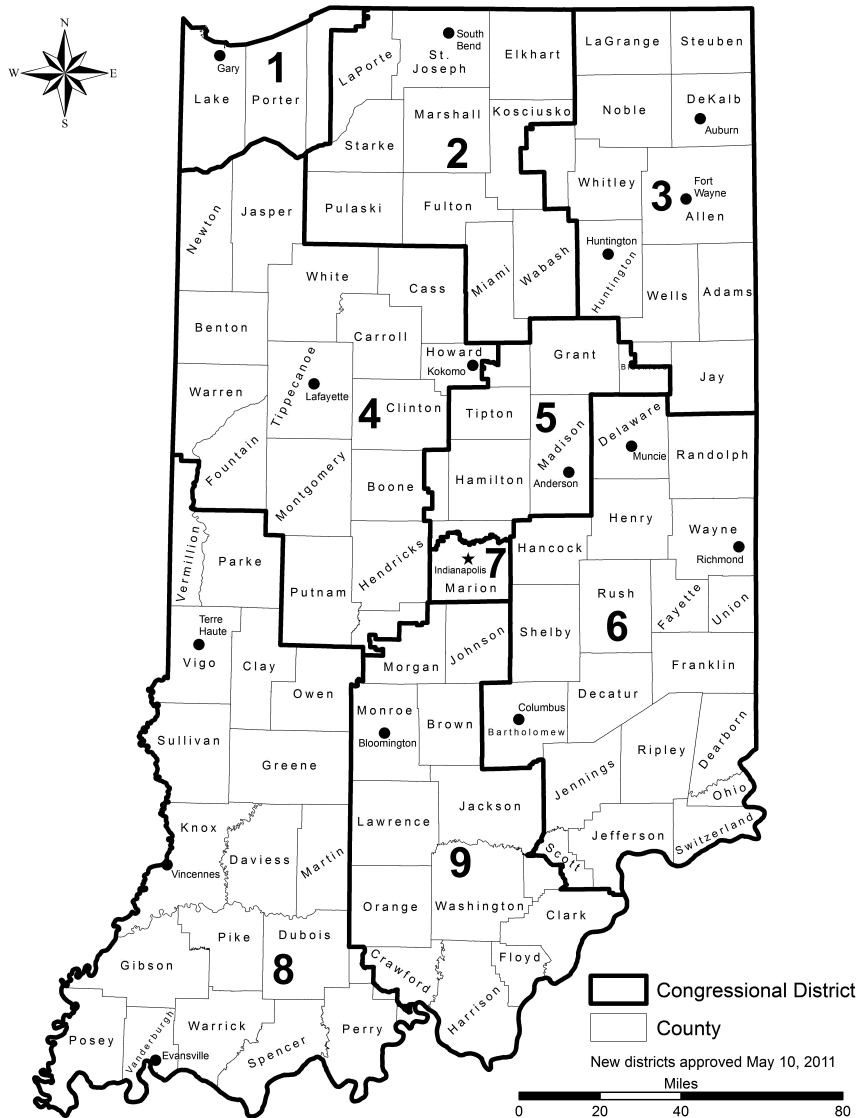 N
W
E
S
South
Bend
Gary
1
Lake
Porter
LaPorte
St.
Joseph
Elkhart
LaGrange
Steuben
Marshall
Kosciusko
Noble
DeKalb
Auburn
Starke
2
Whitley
3
Fort
Wayne
Allen
Newton
Jasper
Pulaski
Fulton
Huntington
Huntington
Miami
Wabash
White
Cass
Wells
Adams
Benton
Carroll
Howard
Kokomo
Grant
Jay
Warren
Tippecanoe
Lafayette
4
Clinton
Tipton
5
Madison
Anderson
Delaware
Muncie
Randolph
Fountain
Montgomery
Boone
Hamilton
Henry
Wayne
Richmond
Vermillion
Parke
Putnam
Hendricks
7
Indianapolis
Marion
Hancock
Rush
6
Fayette
Union
Terre
Haute
Vigo
Clay
Owen
Morgan
Johnson
Shelby
Franklin
Decatur
Monroe
Bloomington
Brown
Columbus
Bartholomew
Sullivan
Greene
Jennings
Ripley
Dearborn
Ohio
Lawrence
Jackson
Knox
Vincennes
Daviess
Martin
Scott
Jefferson
Switzerland
9
Orange
Washington
Clark
Pike
Dubois
8
Gibson
Crawford
Harrison
Floyd
Posey
Vanderburgh
Evansville
Warrick
Spencer
Perry
Congressional District
County
New districts approved May 10, 2011
Miles
0 20 40 80